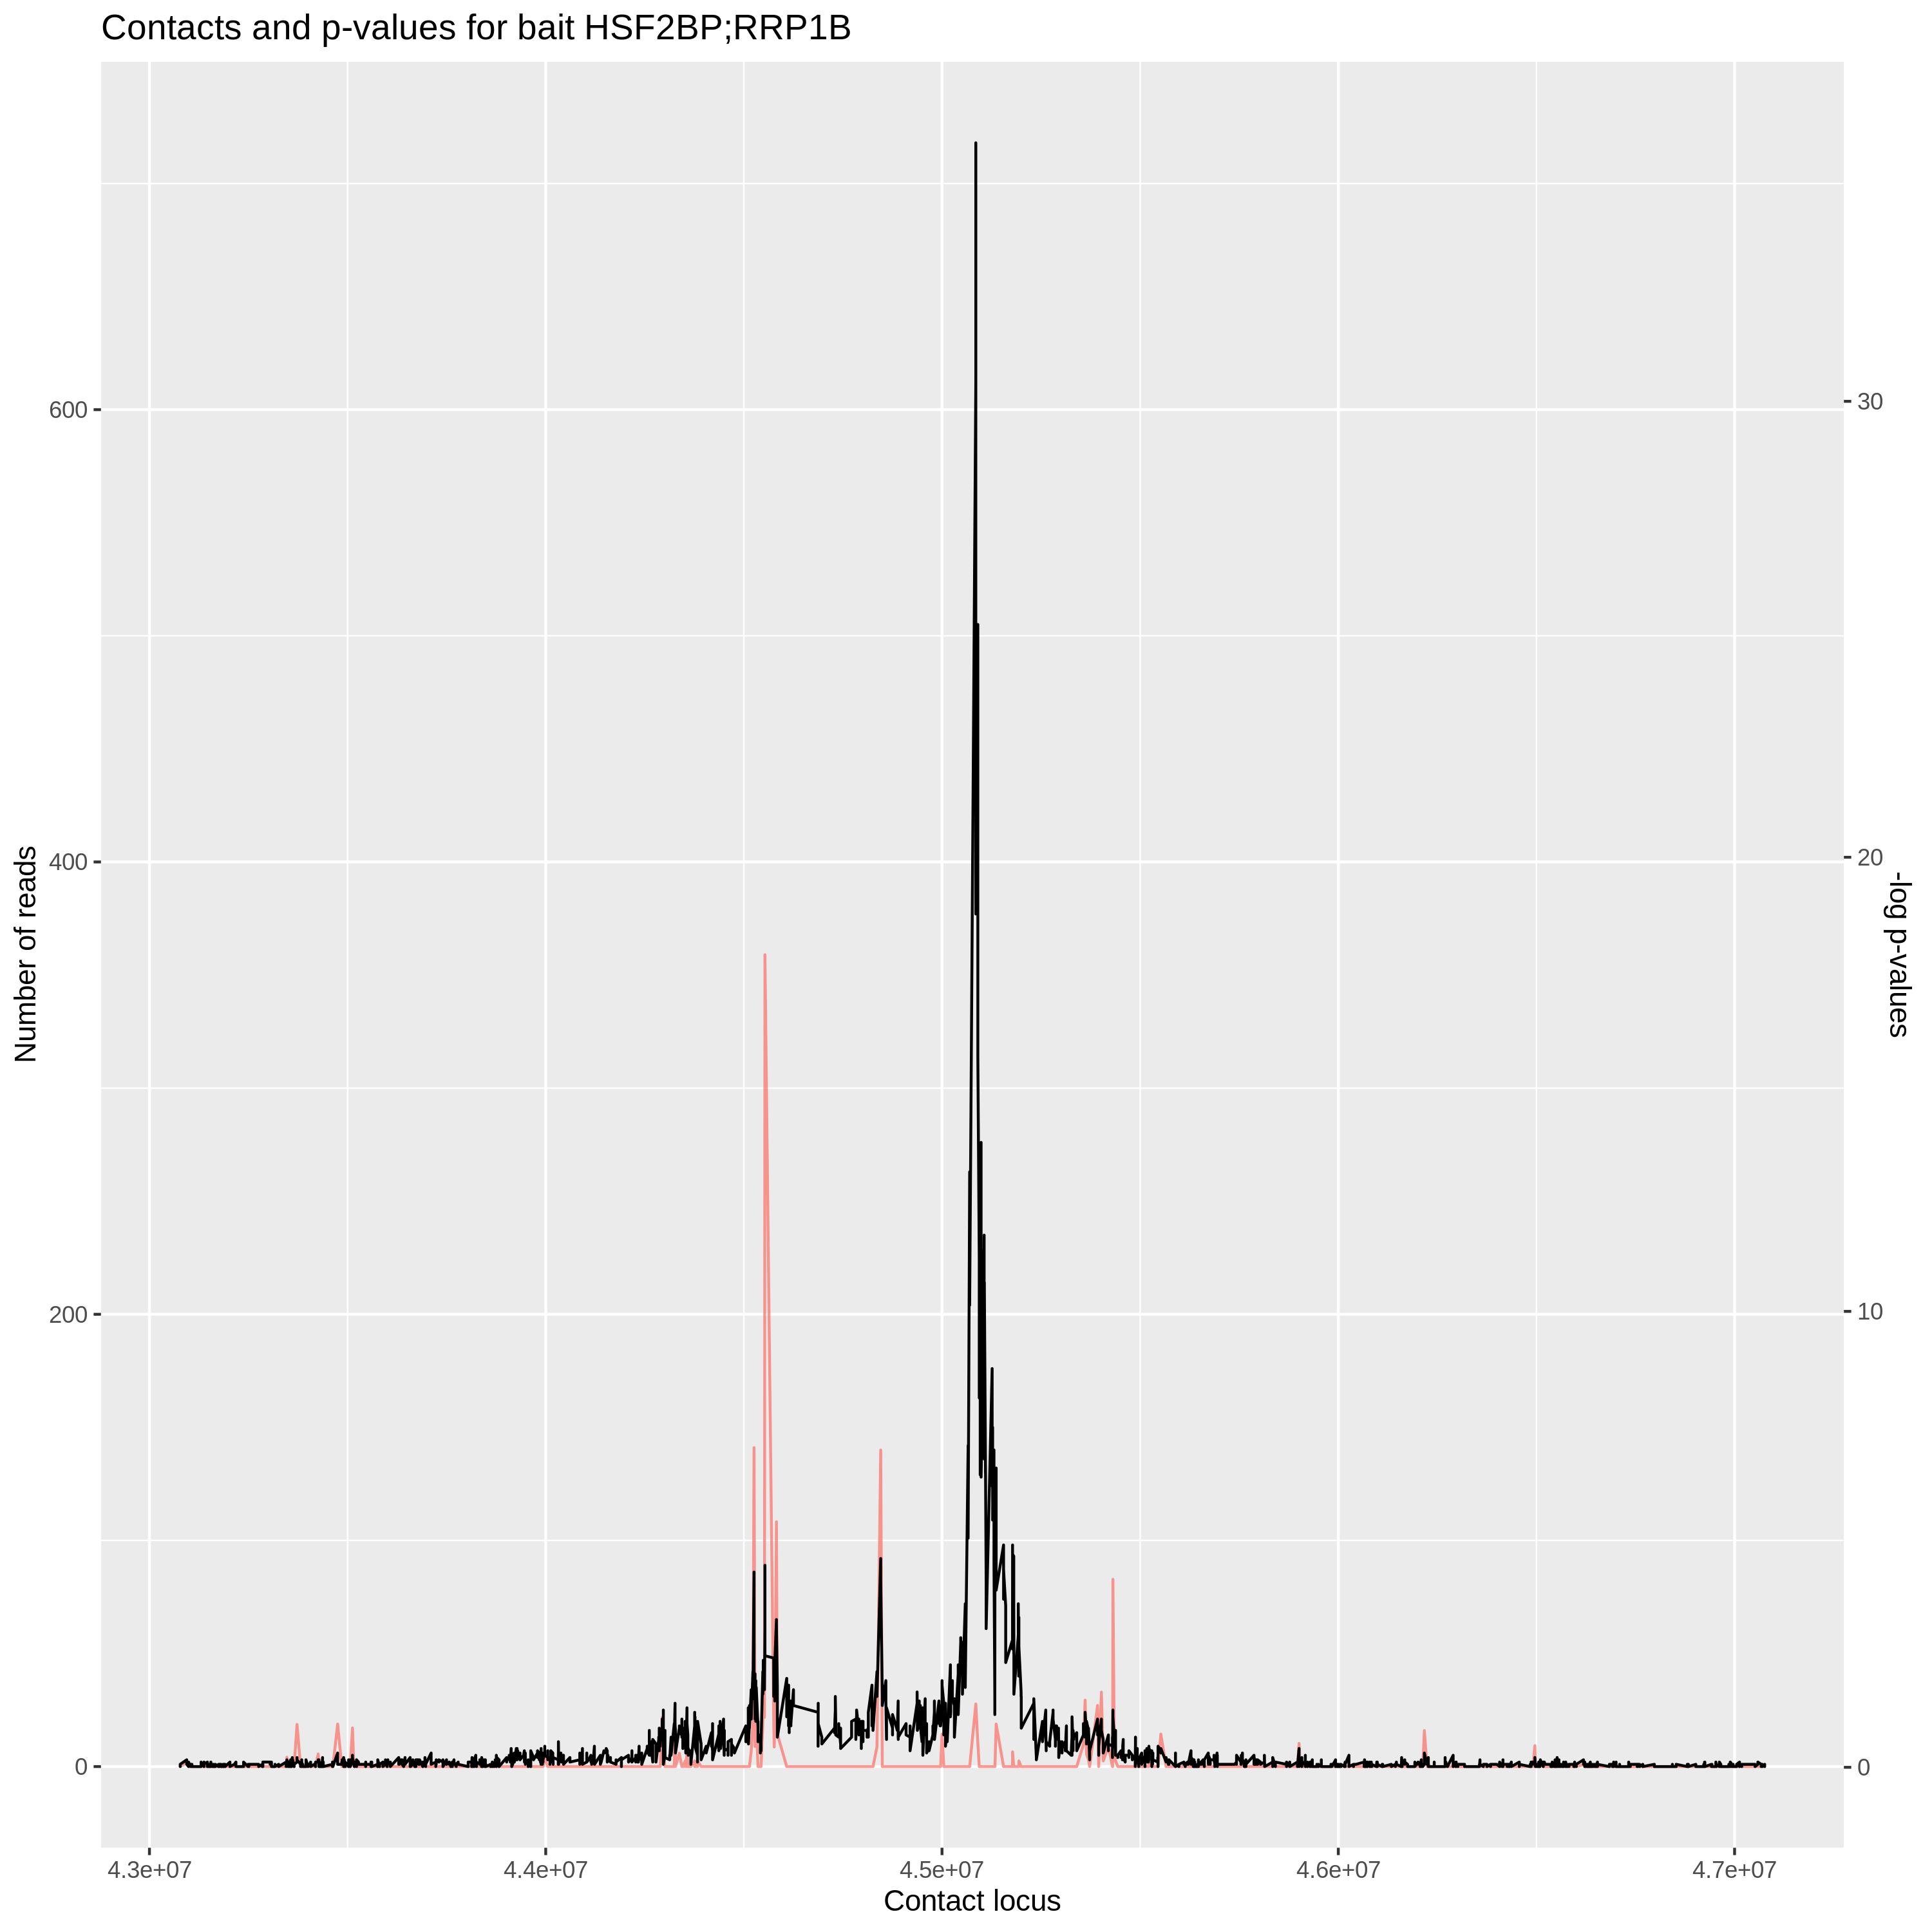 Contacts and p-values for bait HSF2BP;RRP1B
600
400
200
0
Number of reads
30
20
10
0
-log p-values
4.3e+07 4.4e+07 4.5e+07 4.6e+07 4.7e+07
Contact locus